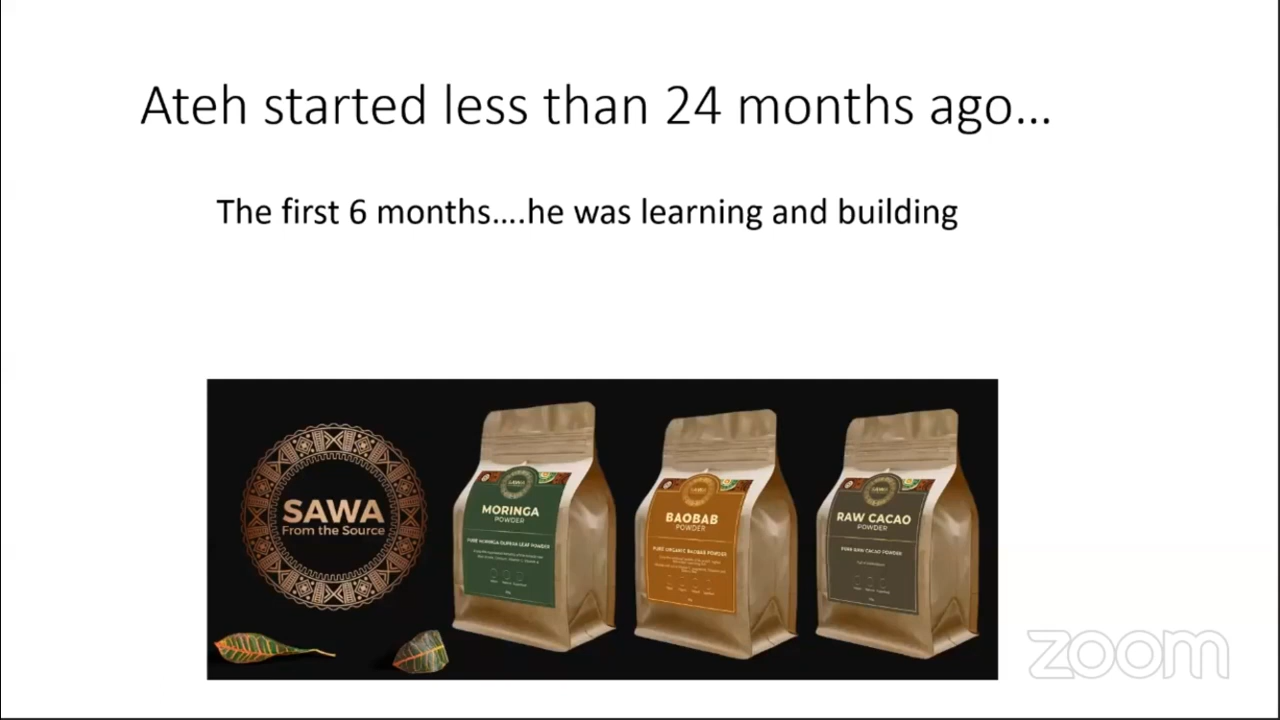 Ateh started less than 24 months ago...
The first 6 months....he was learning and building
SAWA
From the Source
MORINGA
POWDER
PURE MORINGA OLIFERA LEAF POWDER
BAOBAB
POWDER
PURE ORGANIC BAOBAB POWDER
RAW CACAO
POWDER
PURE RAW CACAO POWDER
zoom